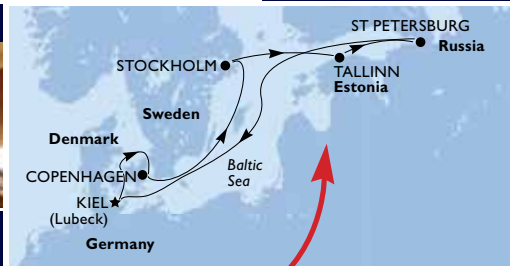 ST PETERSBURG
Russia
STOCKHOLM
TALLINN
Estonia
Sweden
Denmark
COPENHAGEN
Baltic
Sea
KIEL
(Lubeck)
Germany